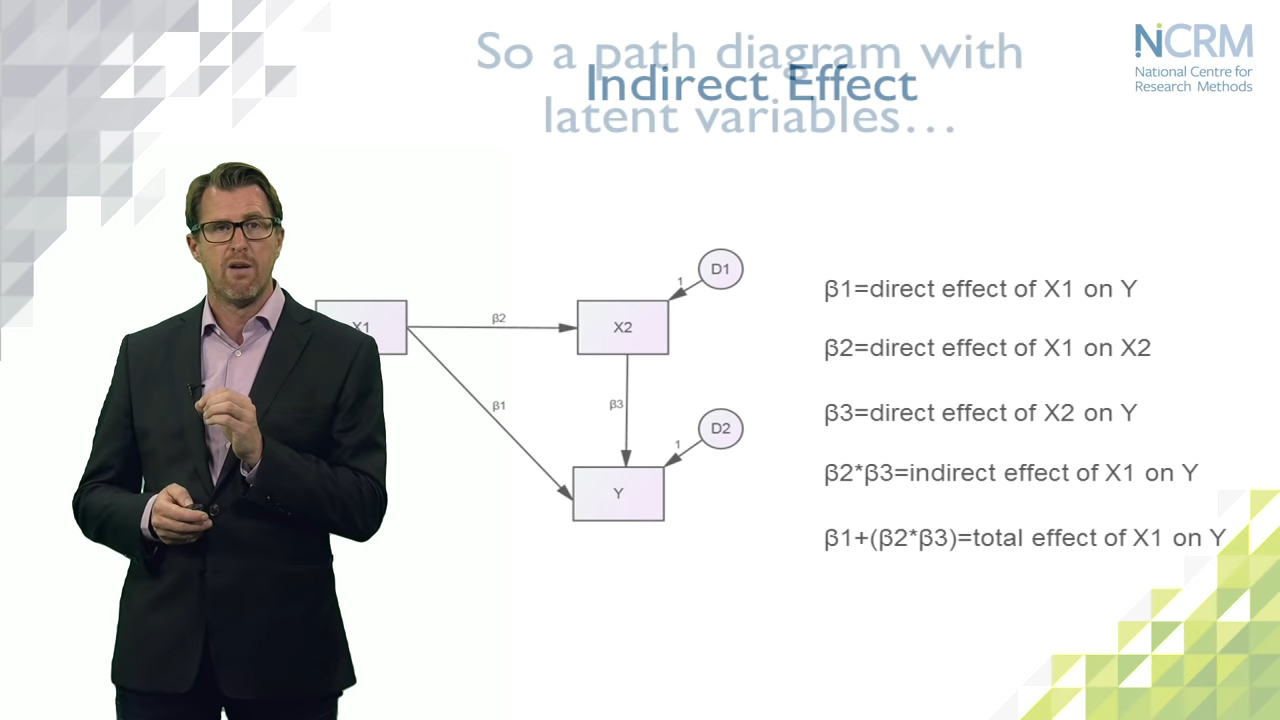 So a path diagram with
Indirect Effect
latent variables…
NCRM
National Centre for
Research Methods
D1
1
X1
β2
X2
β1
β3
D2
1
Y
β1=direct effect of X1 on Y
β2=direct effect of X1 on X2
β3=direct effect of X2 on Y
β2*β3=indirect effect of X1 on Y
β1+(β2*β3)=total effect of X1 on Y